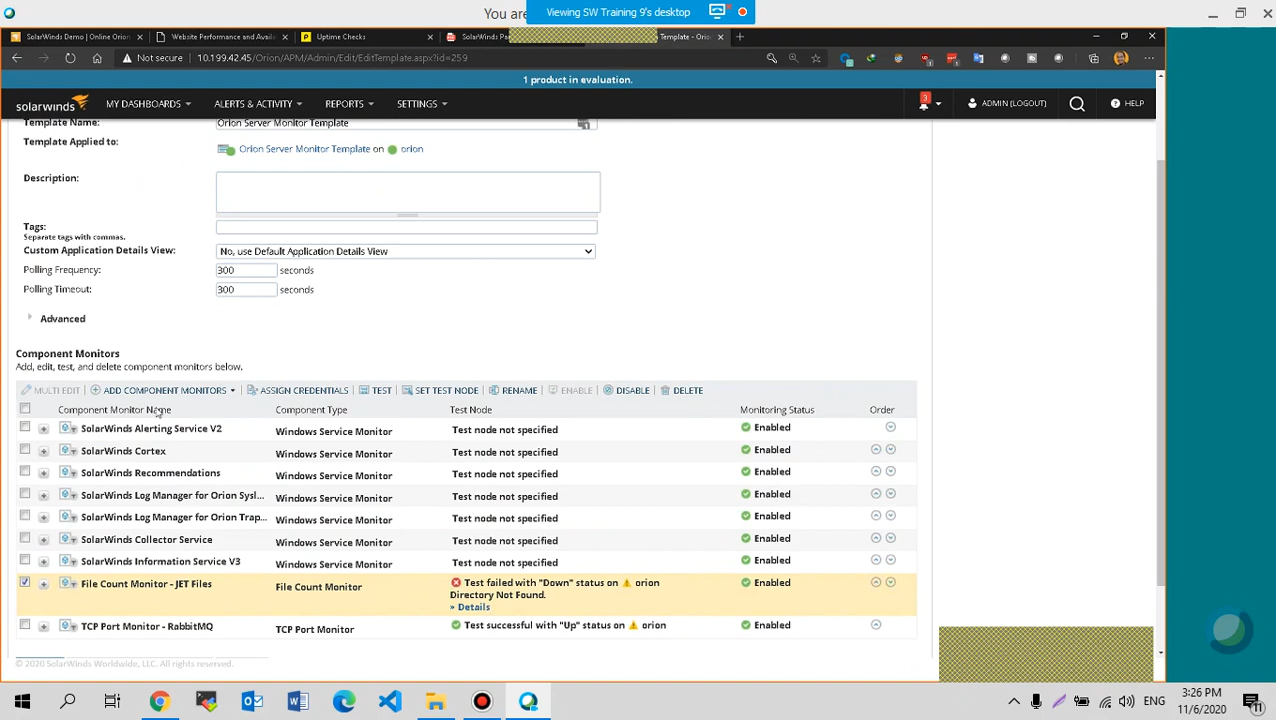 You are
Viewing SW Training 9's desktop
SolarWinds Demo | Online Orion
Website Performance and Avail
Uptime Checks
SolarWinds
Template - Orion
Not secure
10.199.42.45/Orion/APM/Admin/Edit/EditTemplate.aspx?id=259
1 product in evaluation.
solarwinds
MY DASHBOARDS
ALERTS & ACTIVITY
REPORTS
SETTINGS
3
ADMIN (LOGOUT)
HELP
Template Name:
Orion Server Monitor Template
Template Applied to:
Orion Server Monitor Template on orion
Description:
Tags:
Separate tags with commas.
Custom Application Details View:
No, use Default Application Details View
Polling Frequency:
300 seconds
Polling Timeout:
300 seconds
Advanced
Component Monitors
Add, edit, test, and delete component monitors below.
MULTI EDIT
ADD COMPONENT MONITORS
ASSIGN CREDENTIALS
TEST
SET TEST NODE
RENAME
ENABLE
DISABLE
DELETE
Component Monitor Name
Component Type
Test Node
Monitoring Status
Order
SolarWinds Alerting Service V2
Windows Service Monitor
Test node not specified
Enabled
SolarWinds Cortex
Windows Service Monitor
Test node not specified
Enabled
SolarWinds Recommendations
Windows Service Monitor
Test node not specified
Enabled
SolarWinds Log Manager for Orion Sysl...
Windows Service Monitor
Test node not specified
Enabled
SolarWinds Log Manager for Orion Trap...
Windows Service Monitor
Test node not specified
Enabled
SolarWinds Collector Service
Windows Service Monitor
Test node not specified
Enabled
SolarWinds Information Service V3
Windows Service Monitor
Test node not specified
Enabled
File Count Monitor - JET Files
File Count Monitor
Test failed with "Down" status on orion
Directory Not Found.
» Details
Enabled
TCP Port Monitor - RabbitMQ
TCP Port Monitor
Test successful with "Up" status on orion
Enabled
© 2020 SolarWinds Worldwide, LLC. All rights reserved.
ENG
3:26 PM
11/6/2020